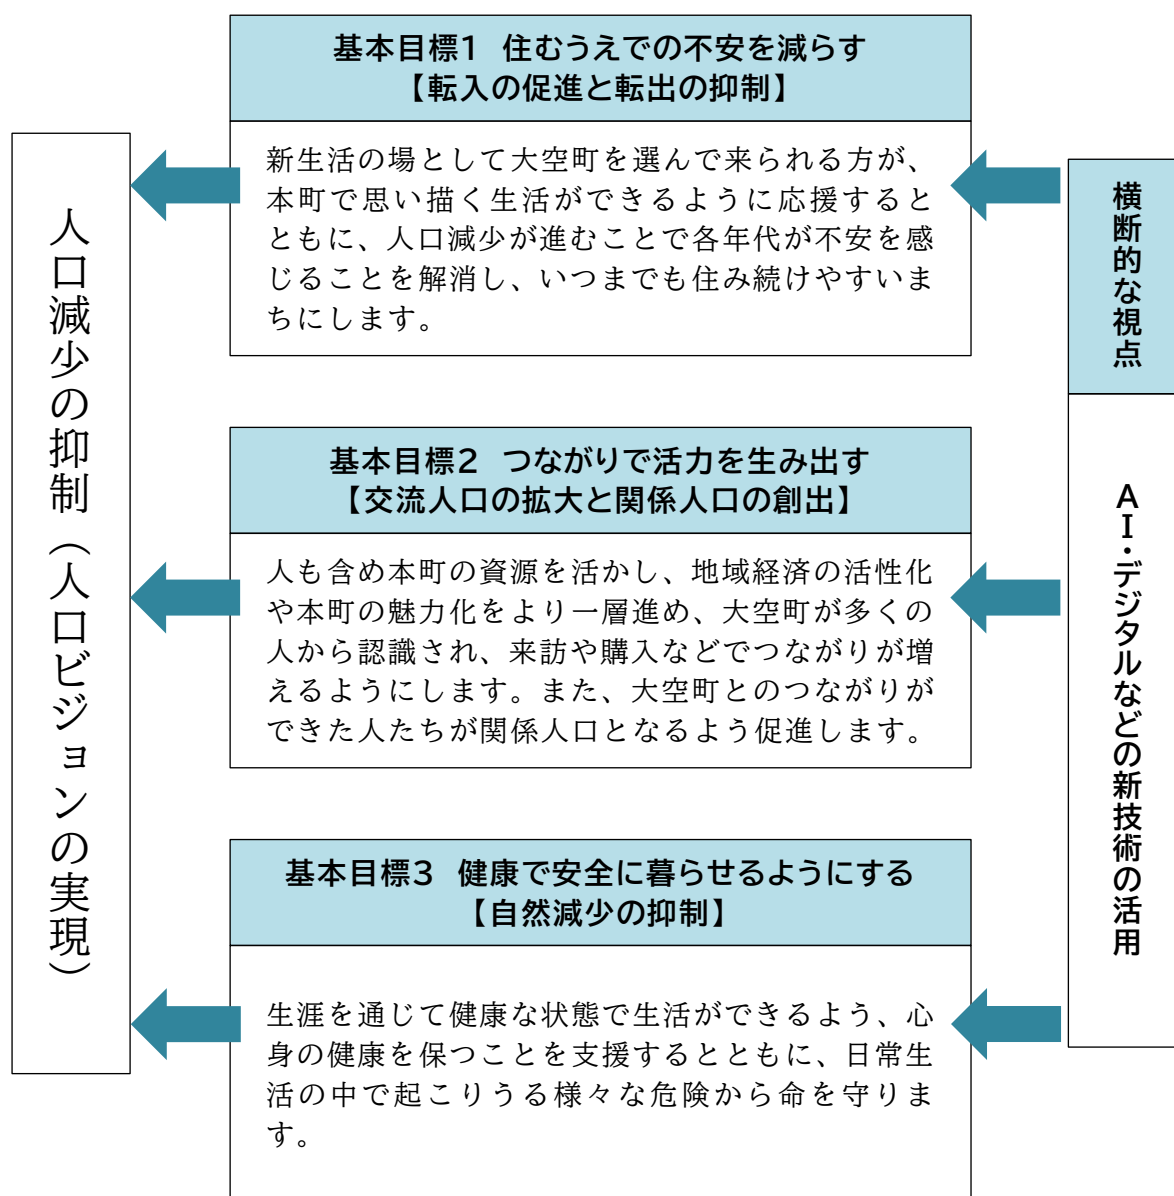 基本目標1 住むうえでの不安を減らす
【転入の促進と転出の抑制】
新生活の場として大空町を選んで来られる方が、
本町で思い描く生活ができるように応援すると
ともに、人口減少が進むことで各年代が不安を感
じることを解消し、いつまでも住み続けやすいま
ちにします。
基本目標2 つながりで活力を生み出す
【交流人口の拡大と関係人口の創出】
人も含め本町の資源を活かし、地域経済の活性化
や本町の魅力化をより一層進め、大空町が多くの
人から認識され、来訪や購入などでつながりが増
えるようにします。また、大空町とのつながりが
できた人たちが関係人口となるよう促進します。
基本目標3 健康で安全に暮らせるようにする
【自然減少の抑制】
生涯を通じて健康な状態で生活ができるよう、心
身の健康を保つことを支援するとともに、日常生
活の中で起こりうる様々な危険から命を守りま
す。
人口減少の抑制（人口ビジョンの実現）
横断的な視点
AI・デジタルなどの新技術の活用